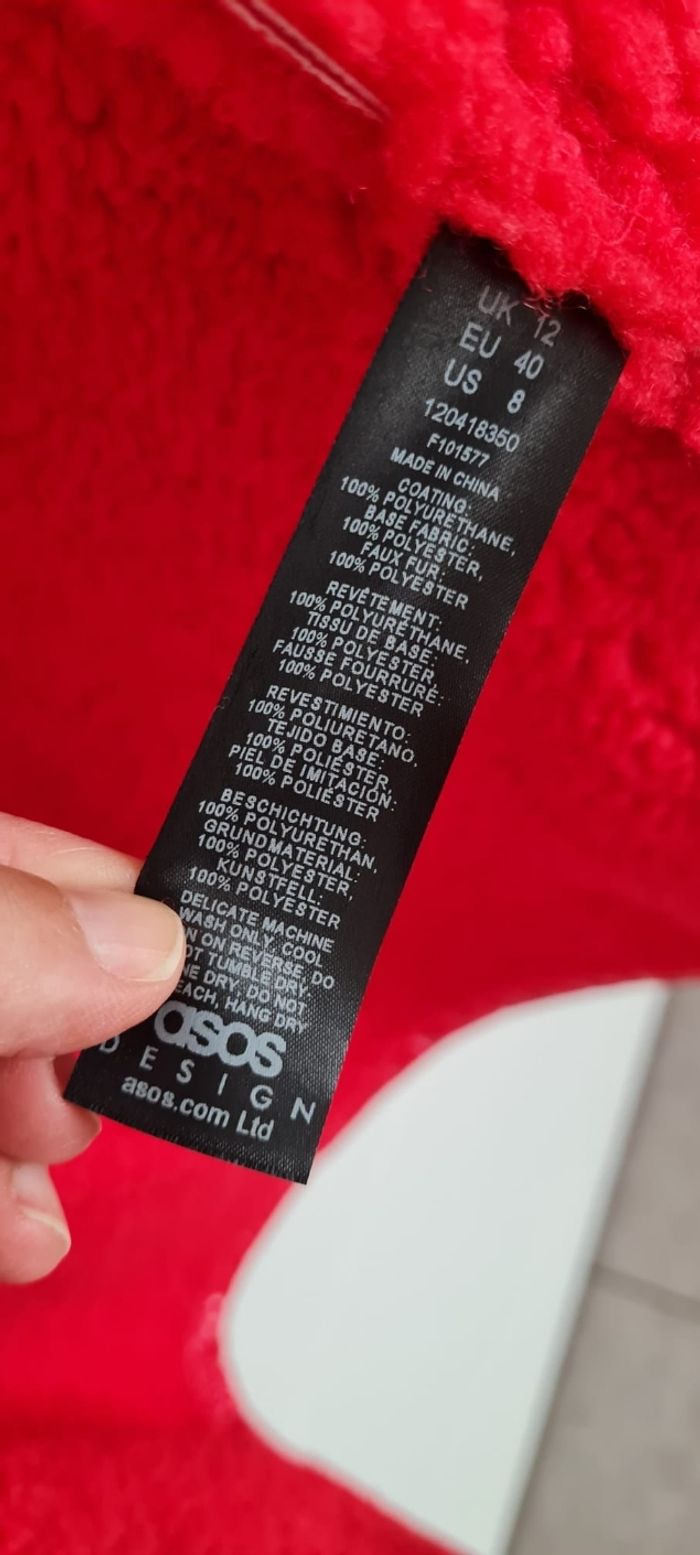 UK 12
EU 40
US 8
120418350
F101577
MADE IN CHINA
COATING:
100% POLYURETHANE,
BASE FABRIC:
100% POLYESTER,
FAUX FUR:
100% POLYESTER
REVÊTEMENT:
100% POLYURÉTHANE,
TISSU DE BASE:
100% POLYESTER,
FAUSSE FOURRURE:
100% POLYESTER
REVESTIMIENTO:
100% POLIURETANO,
TEJIDO BASE:
100% POLIÉSTER,
PIEL DE IMITACIÓN:
100% POLIÉSTER
BESCHICHTUNG:
100% POLYURETHAN,
GRUNDMATERIAL:
100% POLYESTER,
KUNSTFELL:
100% POLYESTER
DELICATE MACHINE
WASH ONLY, COOL
ON REVERSE, DO
TUMBLE DRY,
DRY, DO NOT
HANG DRY
asos
DESIGN
asos.com Ltd